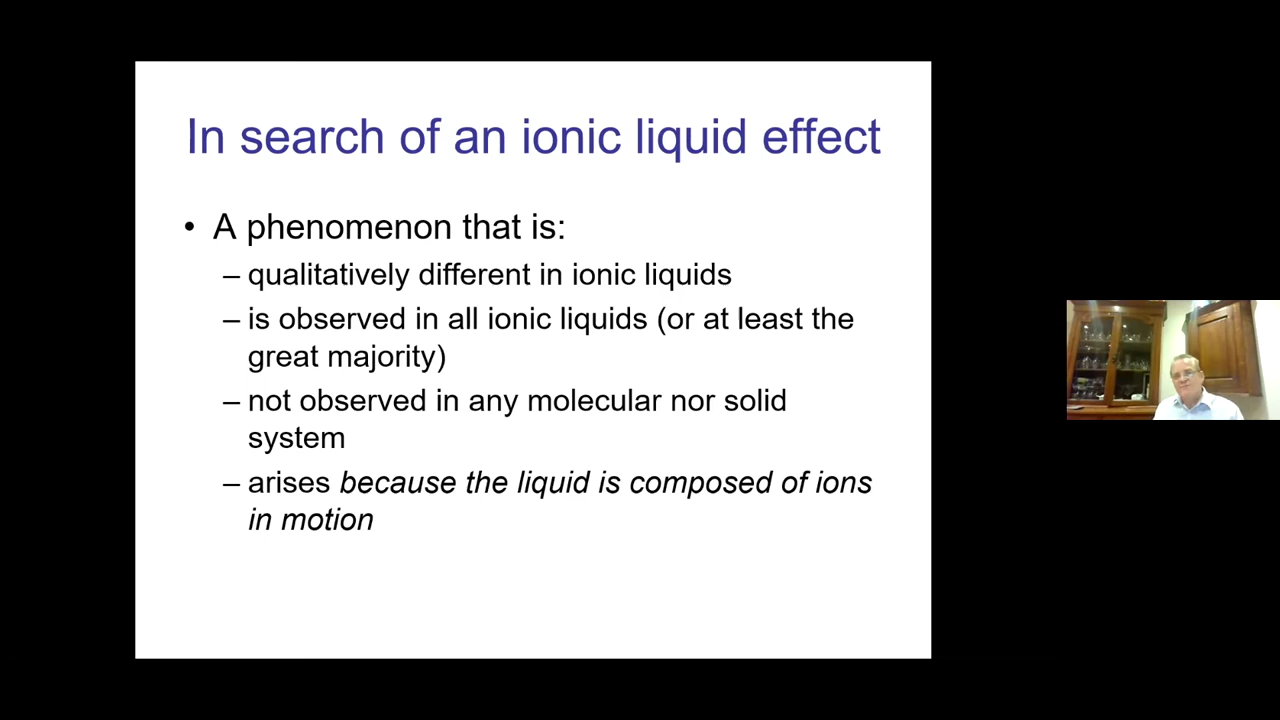 In search of an ionic liquid effect
• A phenomenon that is:
– qualitatively different in ionic liquids
– is observed in all ionic liquids (or at least the
great majority)
– not observed in any molecular nor solid
system
– arises because the liquid is composed of ions
in motion